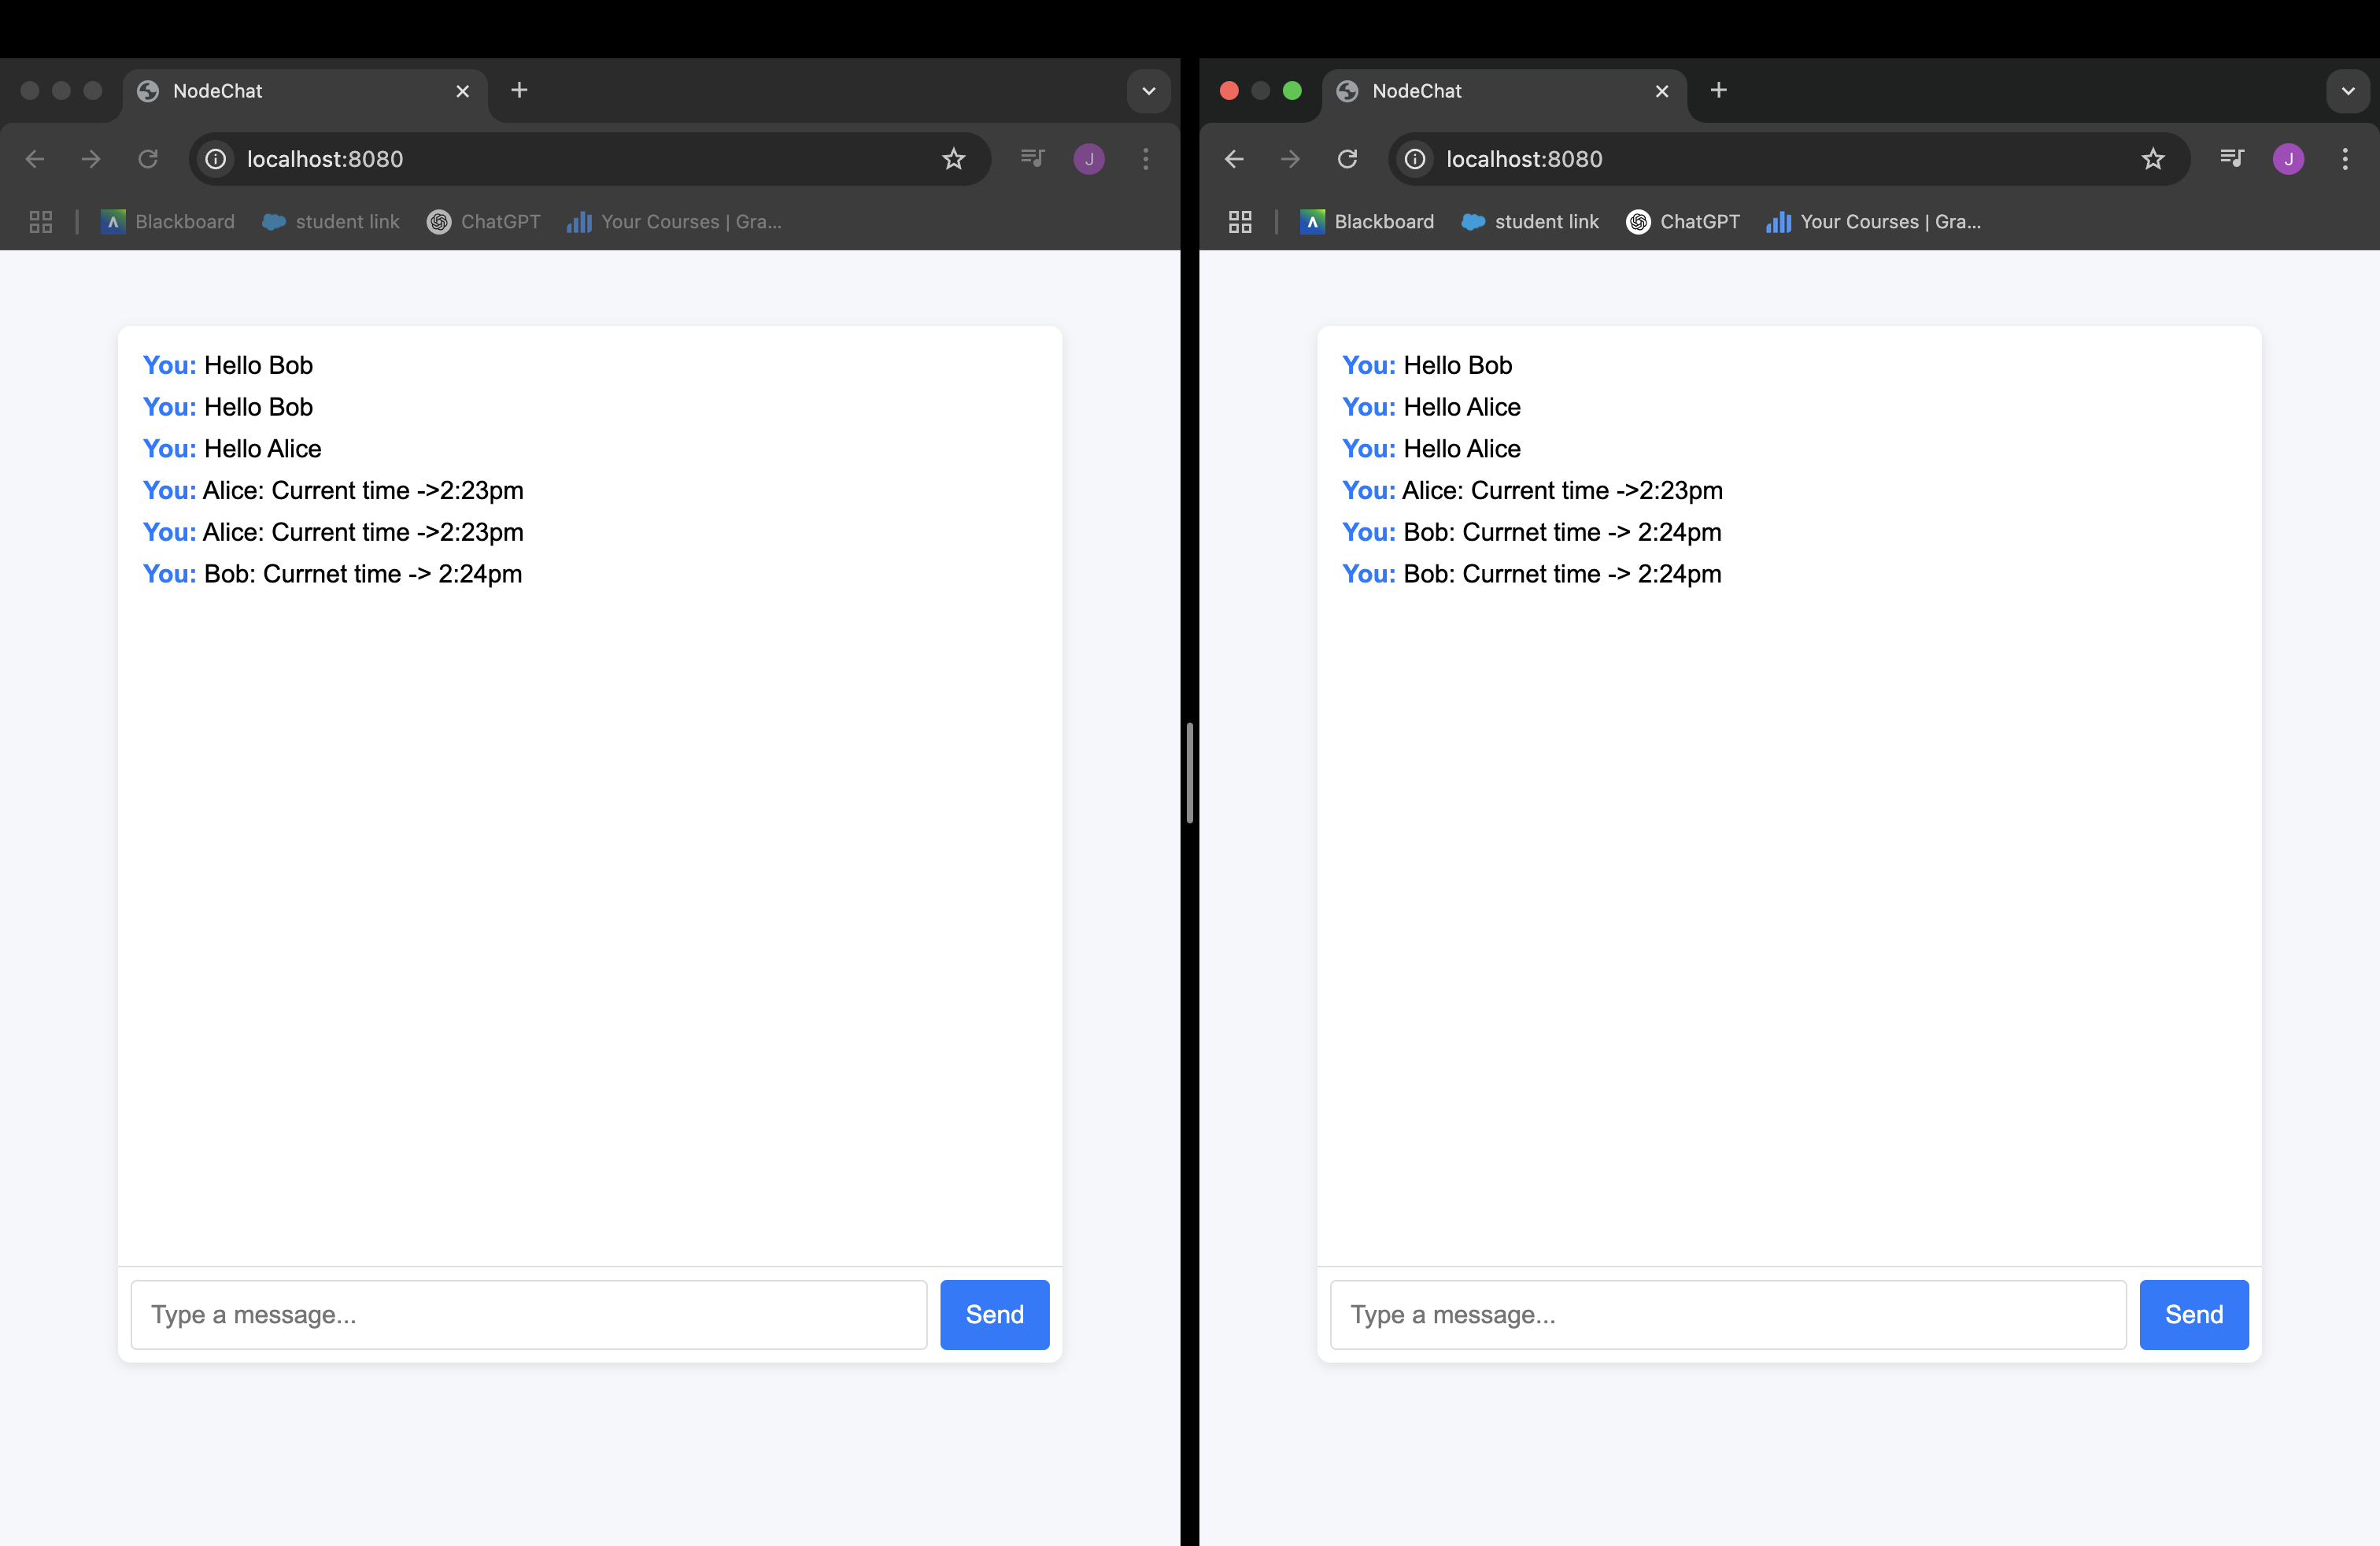 NodeChat
localhost:8080
J
Blackboard student link ChatGPT Your Courses | Gra...
You: Hello Bob
You: Hello Bob
You: Hello Alice
You: Alice: Current time ->2:23pm
You: Alice: Current time ->2:23pm
You: Bob: Currnet time -> 2:24pm
Type a message... Send
NodeChat
localhost:8080
J
Blackboard student link ChatGPT Your Courses | Gra...
You: Hello Bob
You: Hello Alice
You: Hello Alice
You: Alice: Current time ->2:23pm
You: Bob: Currnet time -> 2:24pm
You: Bob: Currnet time -> 2:24pm
Type a message... Send